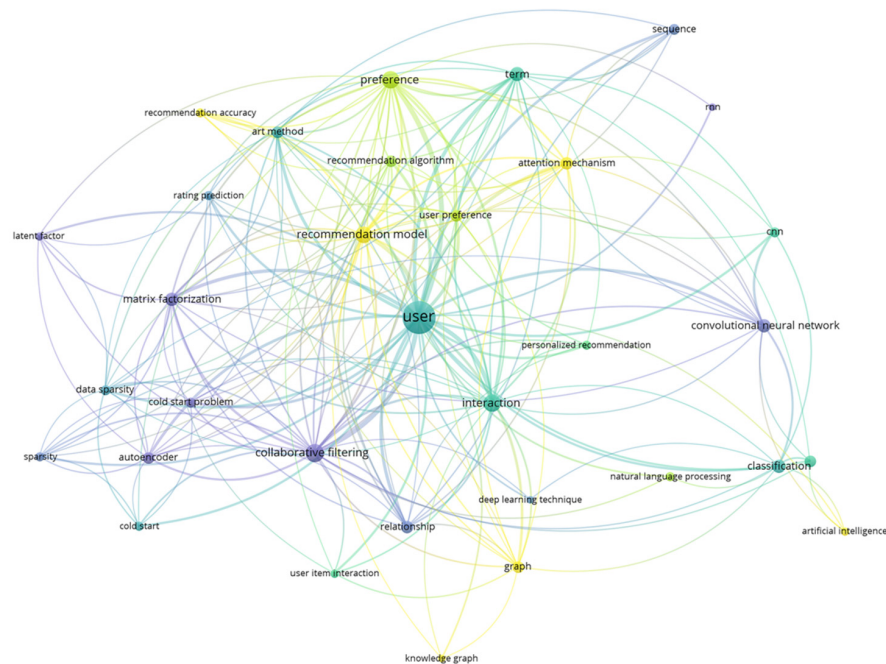 sequence
preference
term
rnn
recommendation accuracy
art method
recommendation algorithm
attention mechanism
rating prediction
user preference
latent factor
recommendation model
cnn
matrix factorization
user
convolutional neural network
personalized recommendation
data sparsity
cold start problem
interaction
sparsity
autoencoder
collaborative filtering
classification
natural language processing
deep learning technique
cold start
relationship
artificial intelligence
user item interaction
graph
knowledge graph